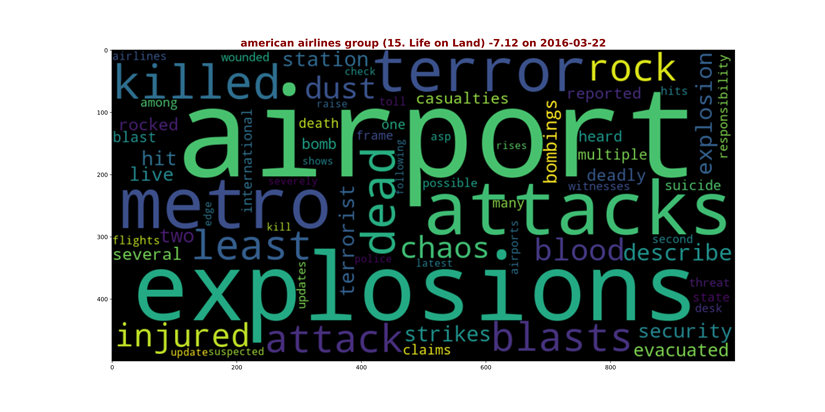 american airlines group (15. Life on Land) -7.12 on 2016-03-22
0
100
200
300
400
0 200 400 600 800
airlines wounded station terror rock explosion responsibility
killed check dust casualties reported hits
among raise toll
rocked international death frame one asp rises bombings heard
blast airport bomb multiple
hit shows following deadly
live severely dead possible witnesses suicide
metro edge terrorist attacks many
kill
flights two least chaos airports blood second describe
several updates police latest threat
explosions state
desk
injured attack strikes blasts security
update suspected claims evacuated